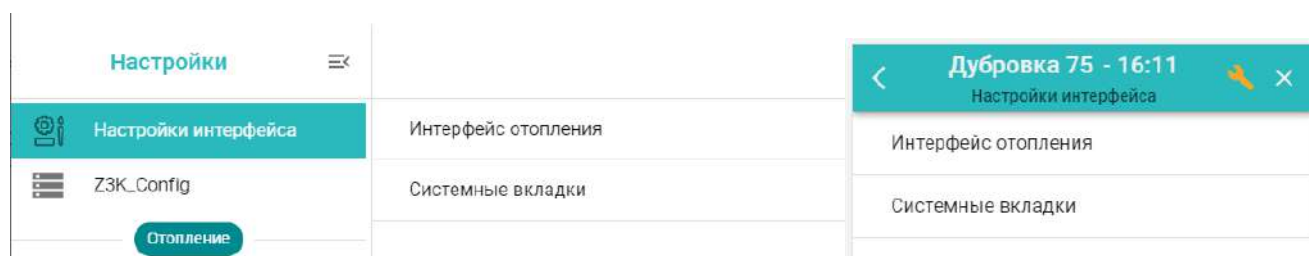 Настройки
Настройки интерфейса
Z3K_Config
Отопление
Интерфейс отопления
Системные вкладки
Дубровка 75 - 16:11
Настройки интерфейса
Интерфейс отопления
Системные вкладки